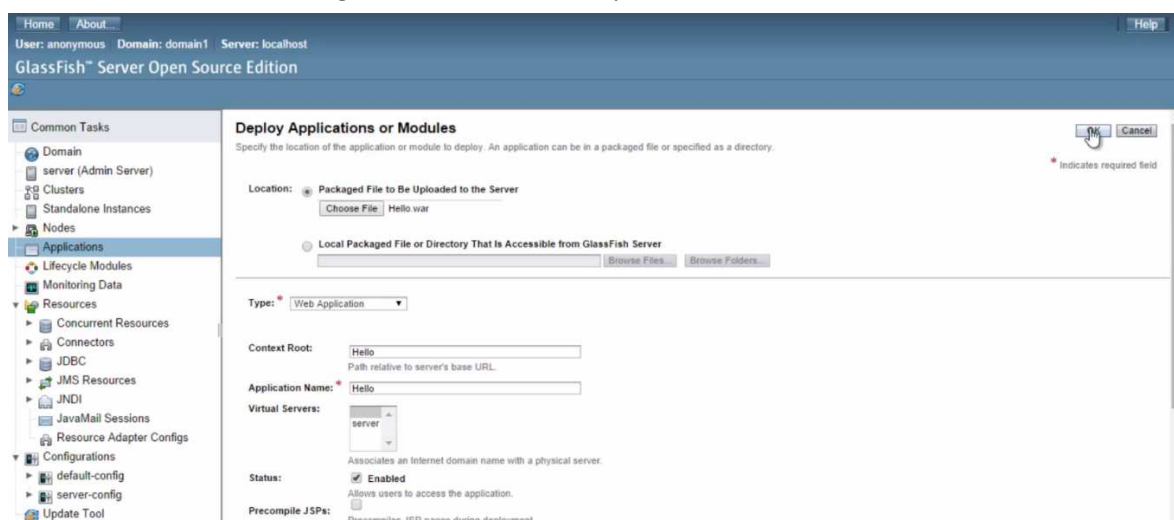 Home About...
Help
User: anonymous Domain: domain1 Server: localhost
GlassFish™ Server Open Source Edition
Common Tasks
Domain
server (Admin Server)
Clusters
Standalone Instances
Nodes
Applications
Lifecycle Modules
Monitoring Data
Resources
Concurrent Resources
Connectors
JDBC
JMS Resources
JNDI
JavaMail Sessions
Resource Adapter Configs
Configurations
default-config
server-config
Update Tool
Deploy Applications or Modules
OK Cancel
Specify the location of the application or module to deploy. An application can be in a packaged file or specified as a directory.
* Indicates required field
Location: Packaged File to Be Uploaded to the Server
Choose File Hello.war
Local Packaged File or Directory That Is Accessible from GlassFish Server
Browse Files... Browse Folders...
Type: * Web Application
Context Root: Hello
Path relative to server's base URL.
Application Name: * Hello
Virtual Servers:
server
Associates an Internet domain name with a physical server.
Status: Enabled
Allows users to access the application.
Precompile JSPs: